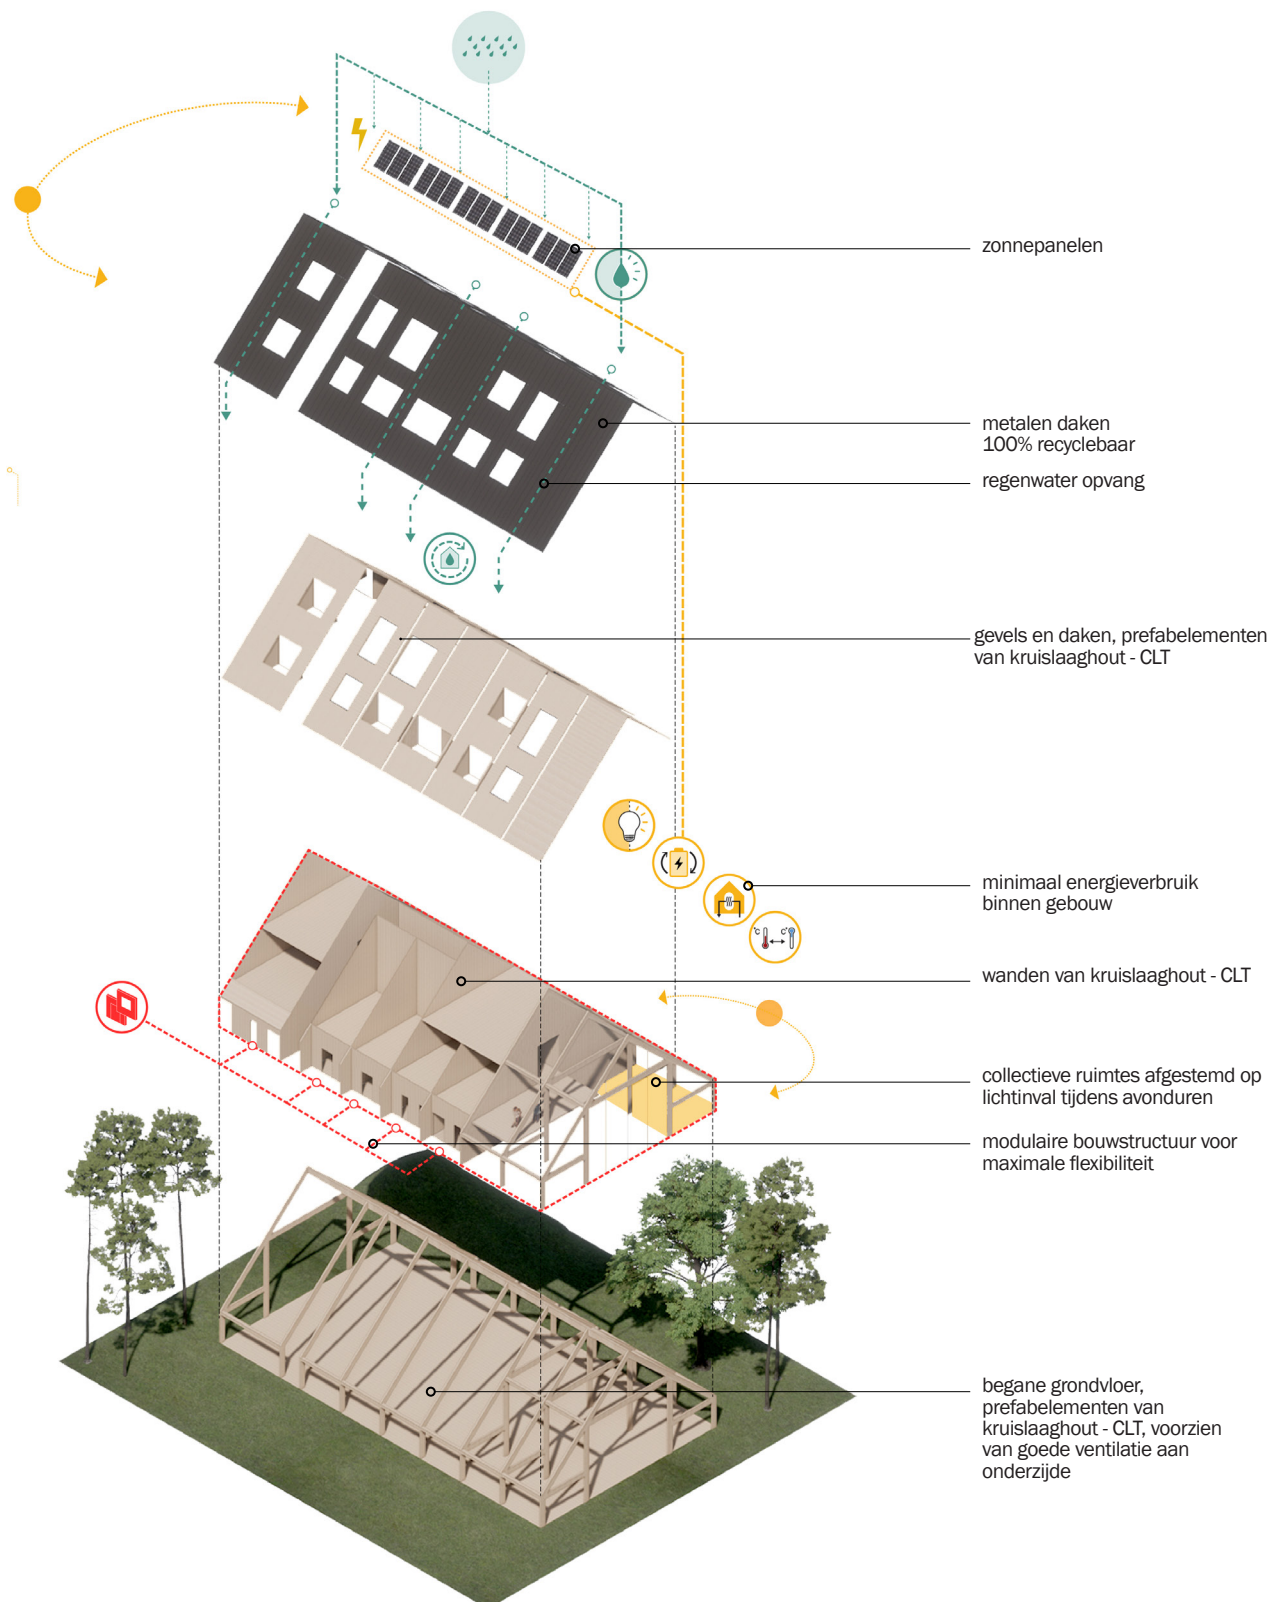 zonnepanelen
metalen daken
100% recyclebaar
regenwater opvang
gevels en daken, prefabelementen
van kruislaaghout - CLT
minimaal energieverbruik
binnen gebouw
°C
C°
wanden van kruislaaghout - CLT
collectieve ruimtes afgestemd op
lichtinval tijdens avonduren
modulaire bouwstructuur voor
maximale flexibiliteit
begane grondvloer,
prefabelementen van
kruislaaghout - CLT, voorzien
van goede ventilatie aan
onderzijde